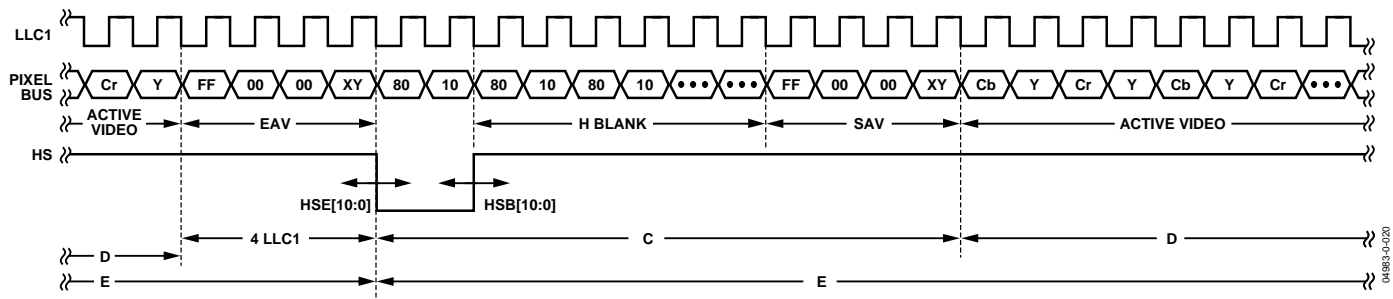 LLC1
PIXEL BUS Cr Y FF 00 00 XY 80 10 80 10 80 10 ••• ••• FF 00 00 XY Cb Y Cr Y Cb Y Cr •••
ACTIVE VIDEO EAV H BLANK SAV ACTIVE VIDEO
HS
HSE[10:0] HSB[10:0]
4 LLC1 C D
D
E E
04983-0-020